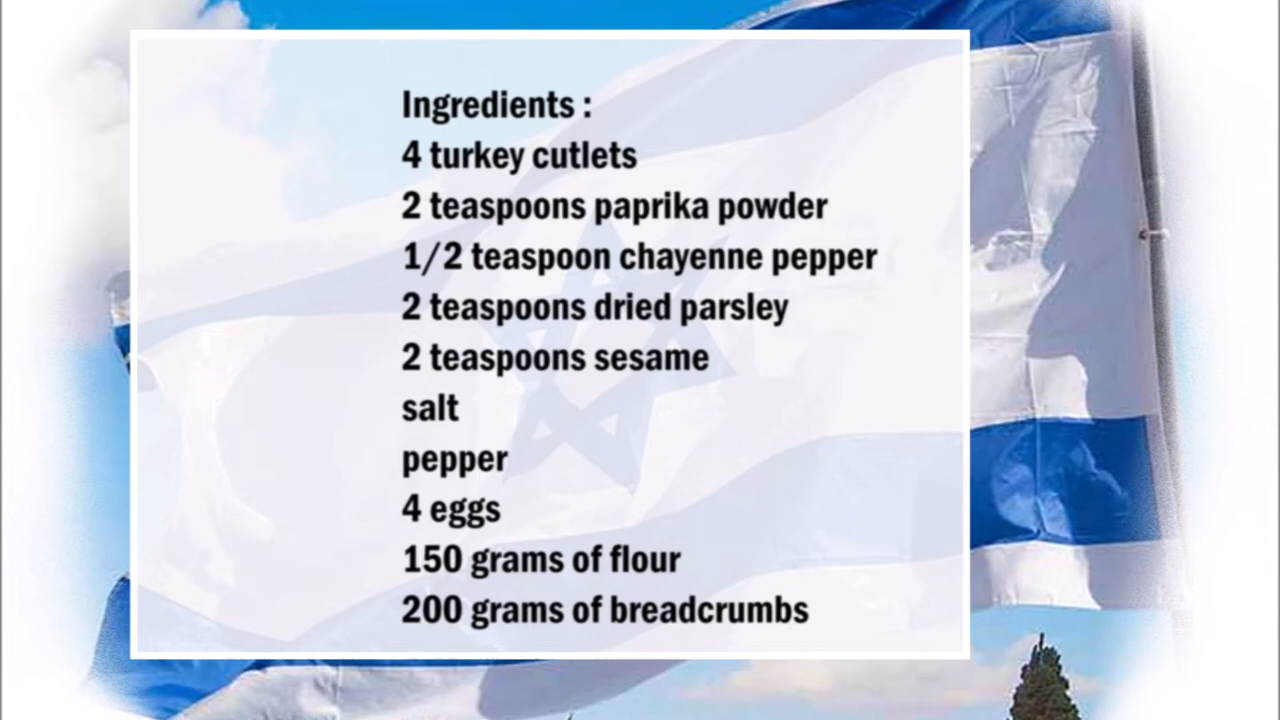 Ingredients :
4 turkey cutlets
2 teaspoons paprika powder
1/2 teaspoon chayenne pepper
2 teaspoons dried parsley
2 teaspoons sesame
salt
pepper
4 eggs
150 grams of flour
200 grams of breadcrumbs